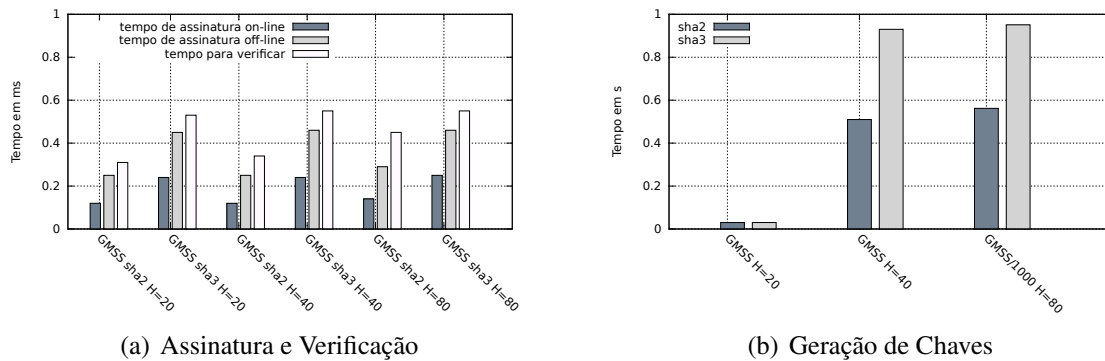 1
0.8
0.6
0.4
0.2
0
Tempo em ms
tempo de assinatura on-line
tempo de assinatura off-line
tempo para verificar
GMSS sha2 H=20
GMSS sha3 H=20
GMSS sha2 H=40
GMSS sha3 H=40
GMSS sha2 H=80
GMSS sha3 H=80
(a) Assinatura e Verificação
1
0.8
0.6
0.4
0.2
0
Tempo em s
sha2
sha3
GMSS H=20
GMSS H=40
GMSS/1000 H=80
(b) Geração de Chaves